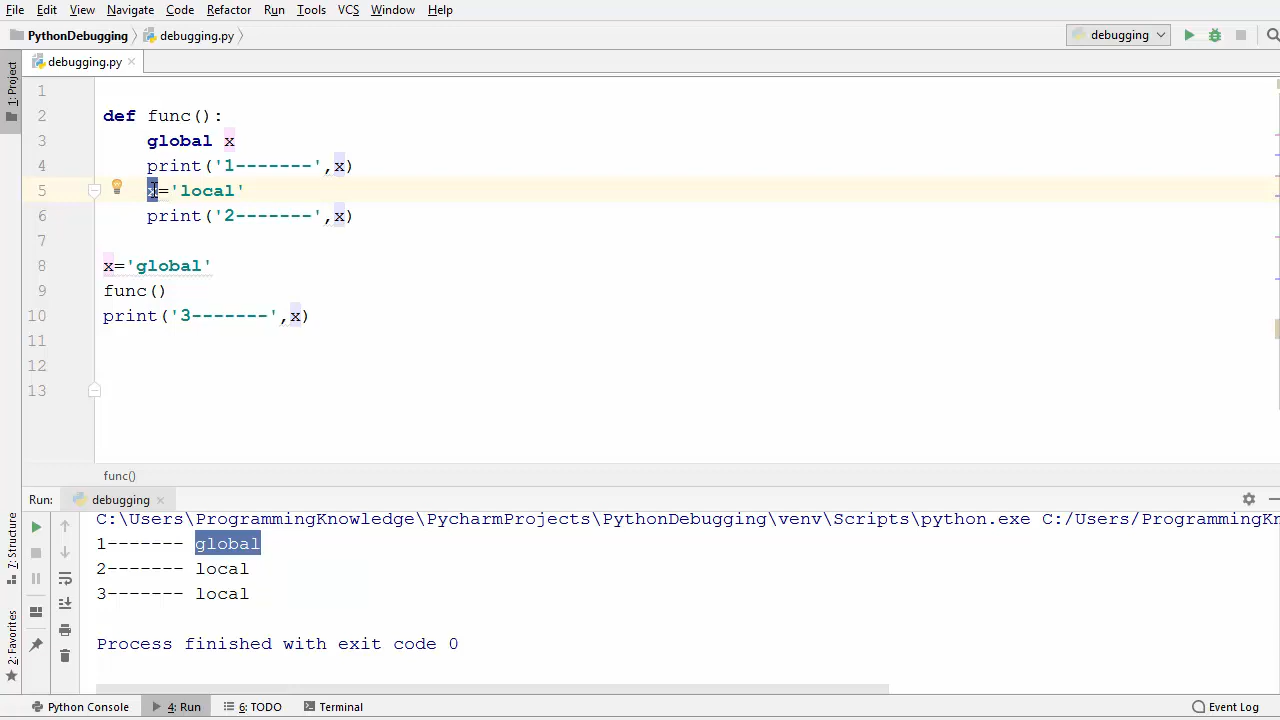 File Edit View Navigate Code Refactor Run Tools VCS Window Help
PythonDebugging debugging.py debugging
1: Project
debugging.py
1
2 def func():
3 global x
4 print('1-------',x)
5 x='local'
6 print('2-------',x)
7
8 x='global'
9 func()
10 print('3-------',x)
11
12
13
func()
Run: debugging
C:\Users\ProgrammingKnowledge\PycharmProjects\PythonDebugging\venv\Scripts\python.exe C:/Users/ProgrammingKn
1------- global
2------- local
3------- local
Process finished with exit code 0
7: Structure
2: Favorites
Python Console 4: Run 6: TODO Terminal Event Log